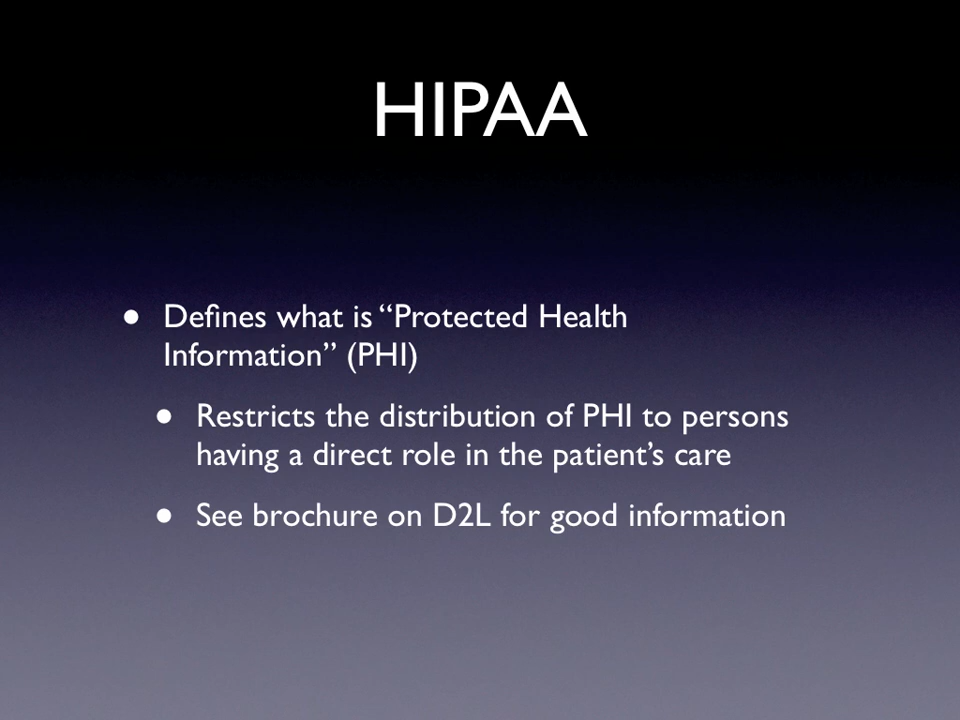 HIPAA
• Defines what is “Protected Health
Information” (PHI)
• Restricts the distribution of PHI to persons
having a direct role in the patient’s care
• See brochure on D2L for good information